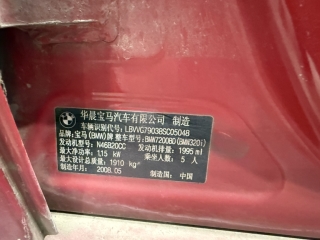 华晨宝马汽车有限公司 制造
车辆识别代号: LBVVG79038SC05048
品牌: 宝马(BMW)牌 整车型号: BMW7200BD(BMW320i)
发动机型号: N46B20CC 发动机排量: 1995 ml
最大净功率: 115 kW 乘坐人数: 5 人
最大总质量: 1910 kg
制造年月: 2008.05 制造国: 中国